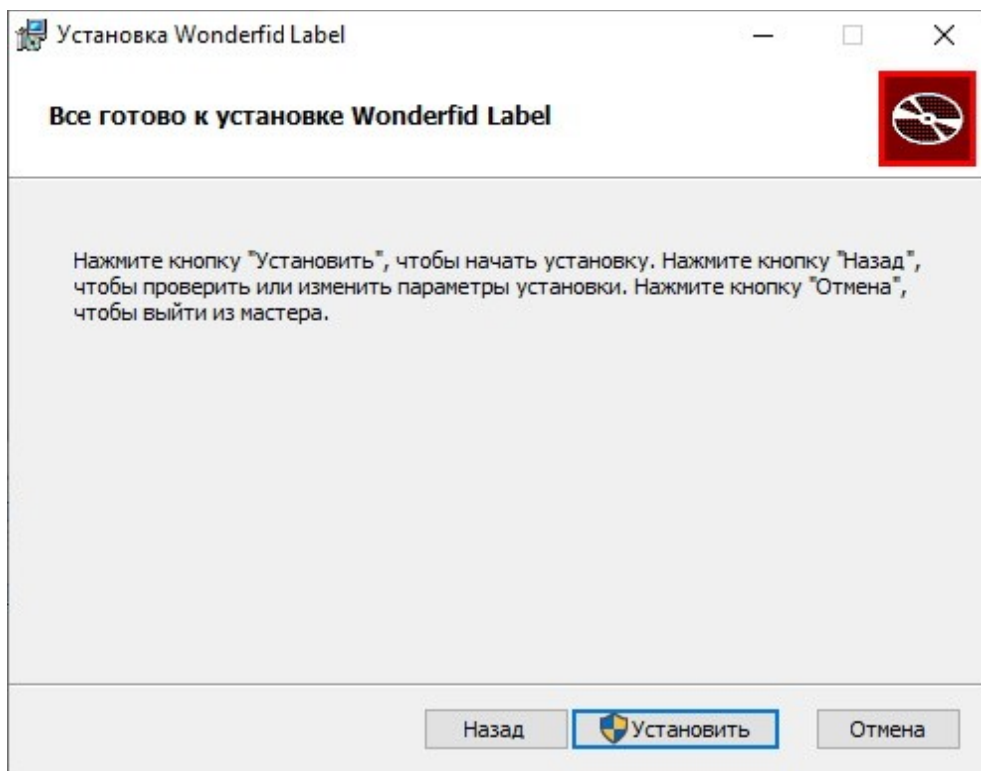 Установка Wonderfid Label
Все готово к установке Wonderfid Label
Нажмите кнопку "Установить", чтобы начать установку. Нажмите кнопку "Назад",
чтобы проверить или изменить параметры установки. Нажмите кнопку "Отмена",
чтобы выйти из мастера.
Назад
Установить
Отмена